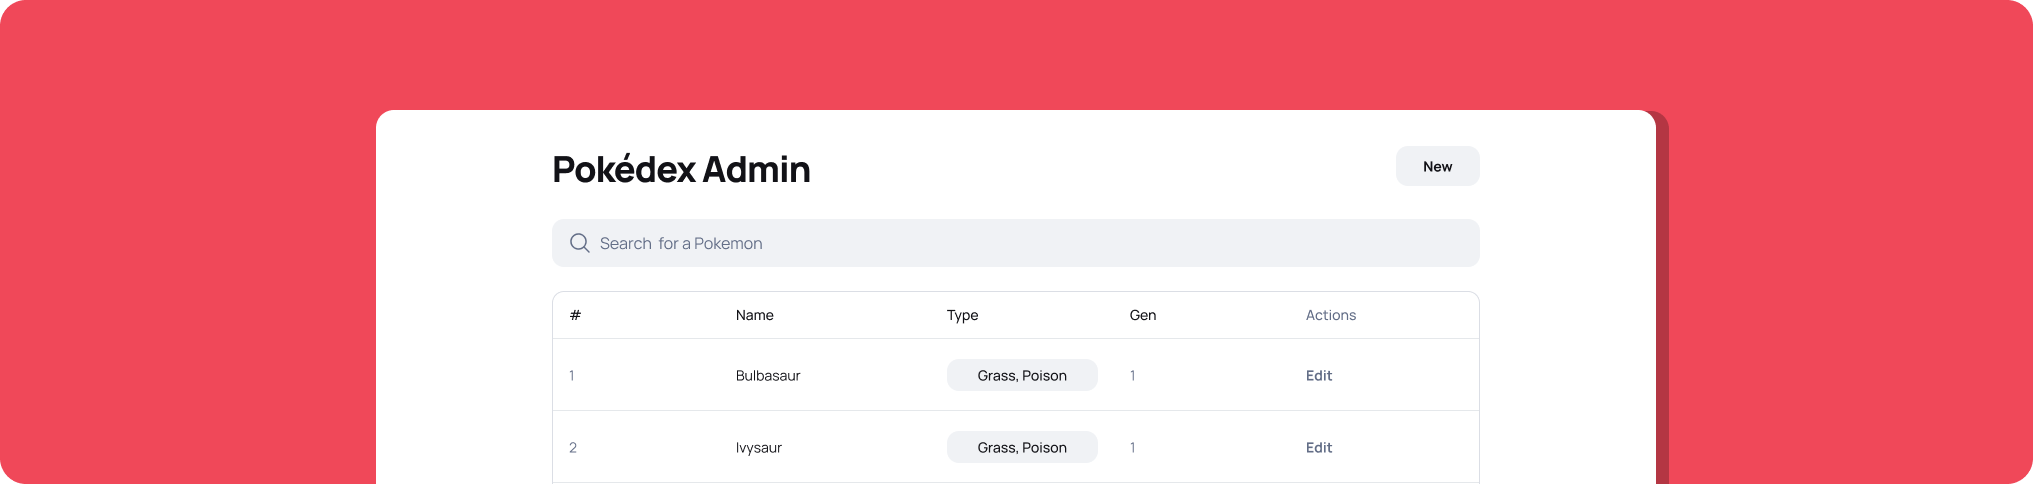 Pokédex Admin
New
Search for a Pokemon
# Name Type Gen Actions
1 Bulbasaur Grass, Poison 1 Edit
2 Ivysaur Grass, Poison 1 Edit